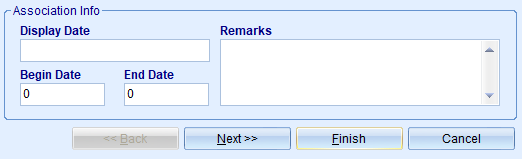 Association Info
Display Date Remarks
Begin Date End Date
0 0
<< Back Next >> Finish Cancel